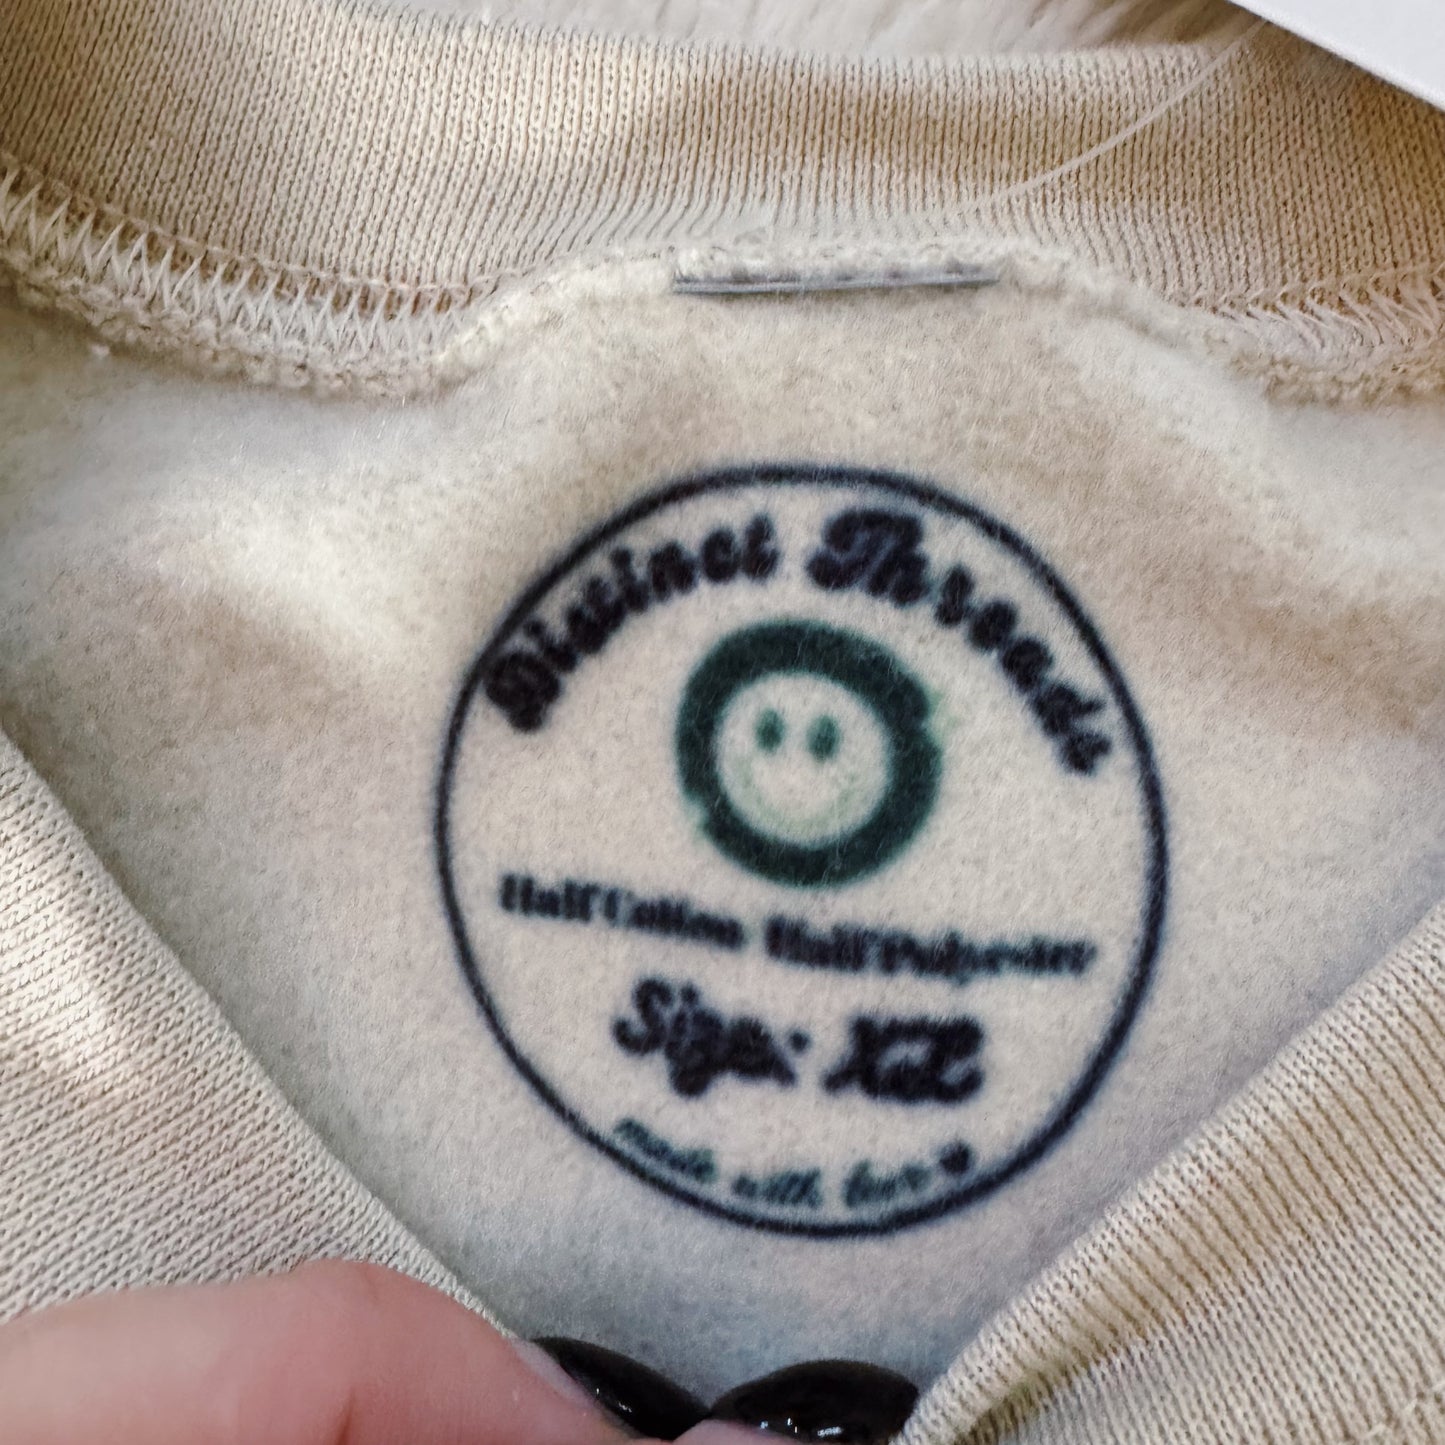 Distinct Threads
Half Cotton Half Polyester
Size: XL
made with love